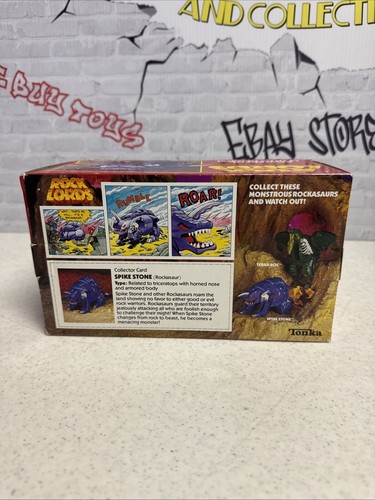 AND COLLECTI
E BUY TOYS
EBAY STORE
ROCK
LORDS
RUMBLE
ROAR!
COLLECT THESE
MONSTROUS ROCKASAURS
AND WATCH OUT!
TERRA-ROC
SPIKE STONE
Collector Card
SPIKE STONE (Rockasaur)
Type: Related to triceratops with horned nose
and armored body
Spike Stone and other Rockasaurs roam the
land showing no favor to either good or evil
rock warriors. Rockasaurs guard their territory
jealously attacking all who are foolish enough
to challenge their might! When Spike Stone
changes from rock to beast, he becomes a
menacing monster!
Tonka